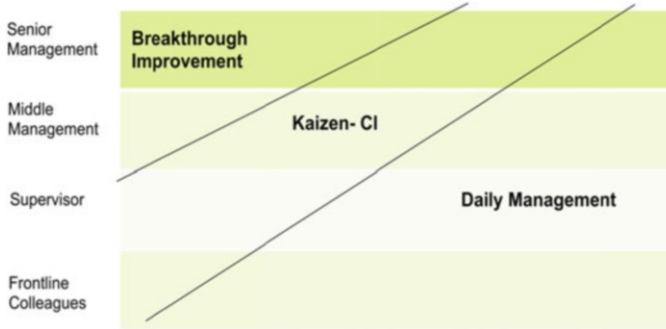 Senior
Management
Breakthrough
Improvement
Middle
Management
Kaizen- CI
Supervisor
Daily Management
Frontline
Colleagues